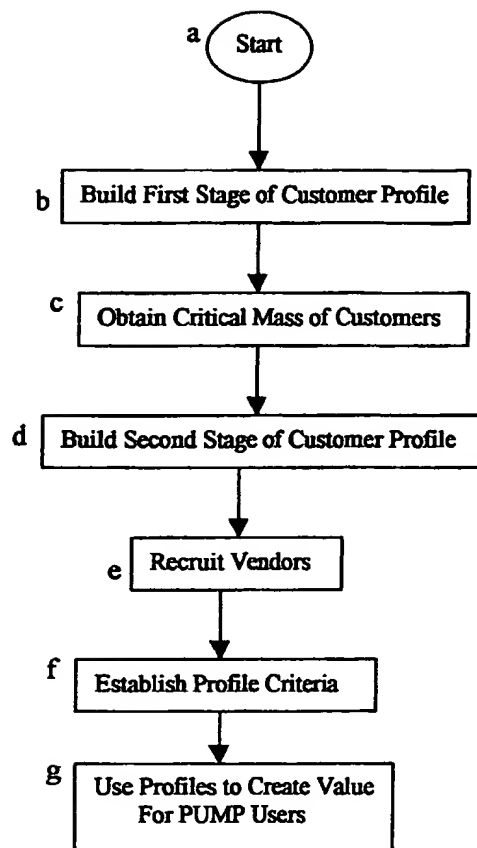 a
Start
b
Build First Stage of Customer Profile
c
Obtain Critical Mass of Customers
d
Build Second Stage of Customer Profile
e
Recruit Vendors
f
Establish Profile Criteria
g
Use Profiles to Create Value
For PUMP Users